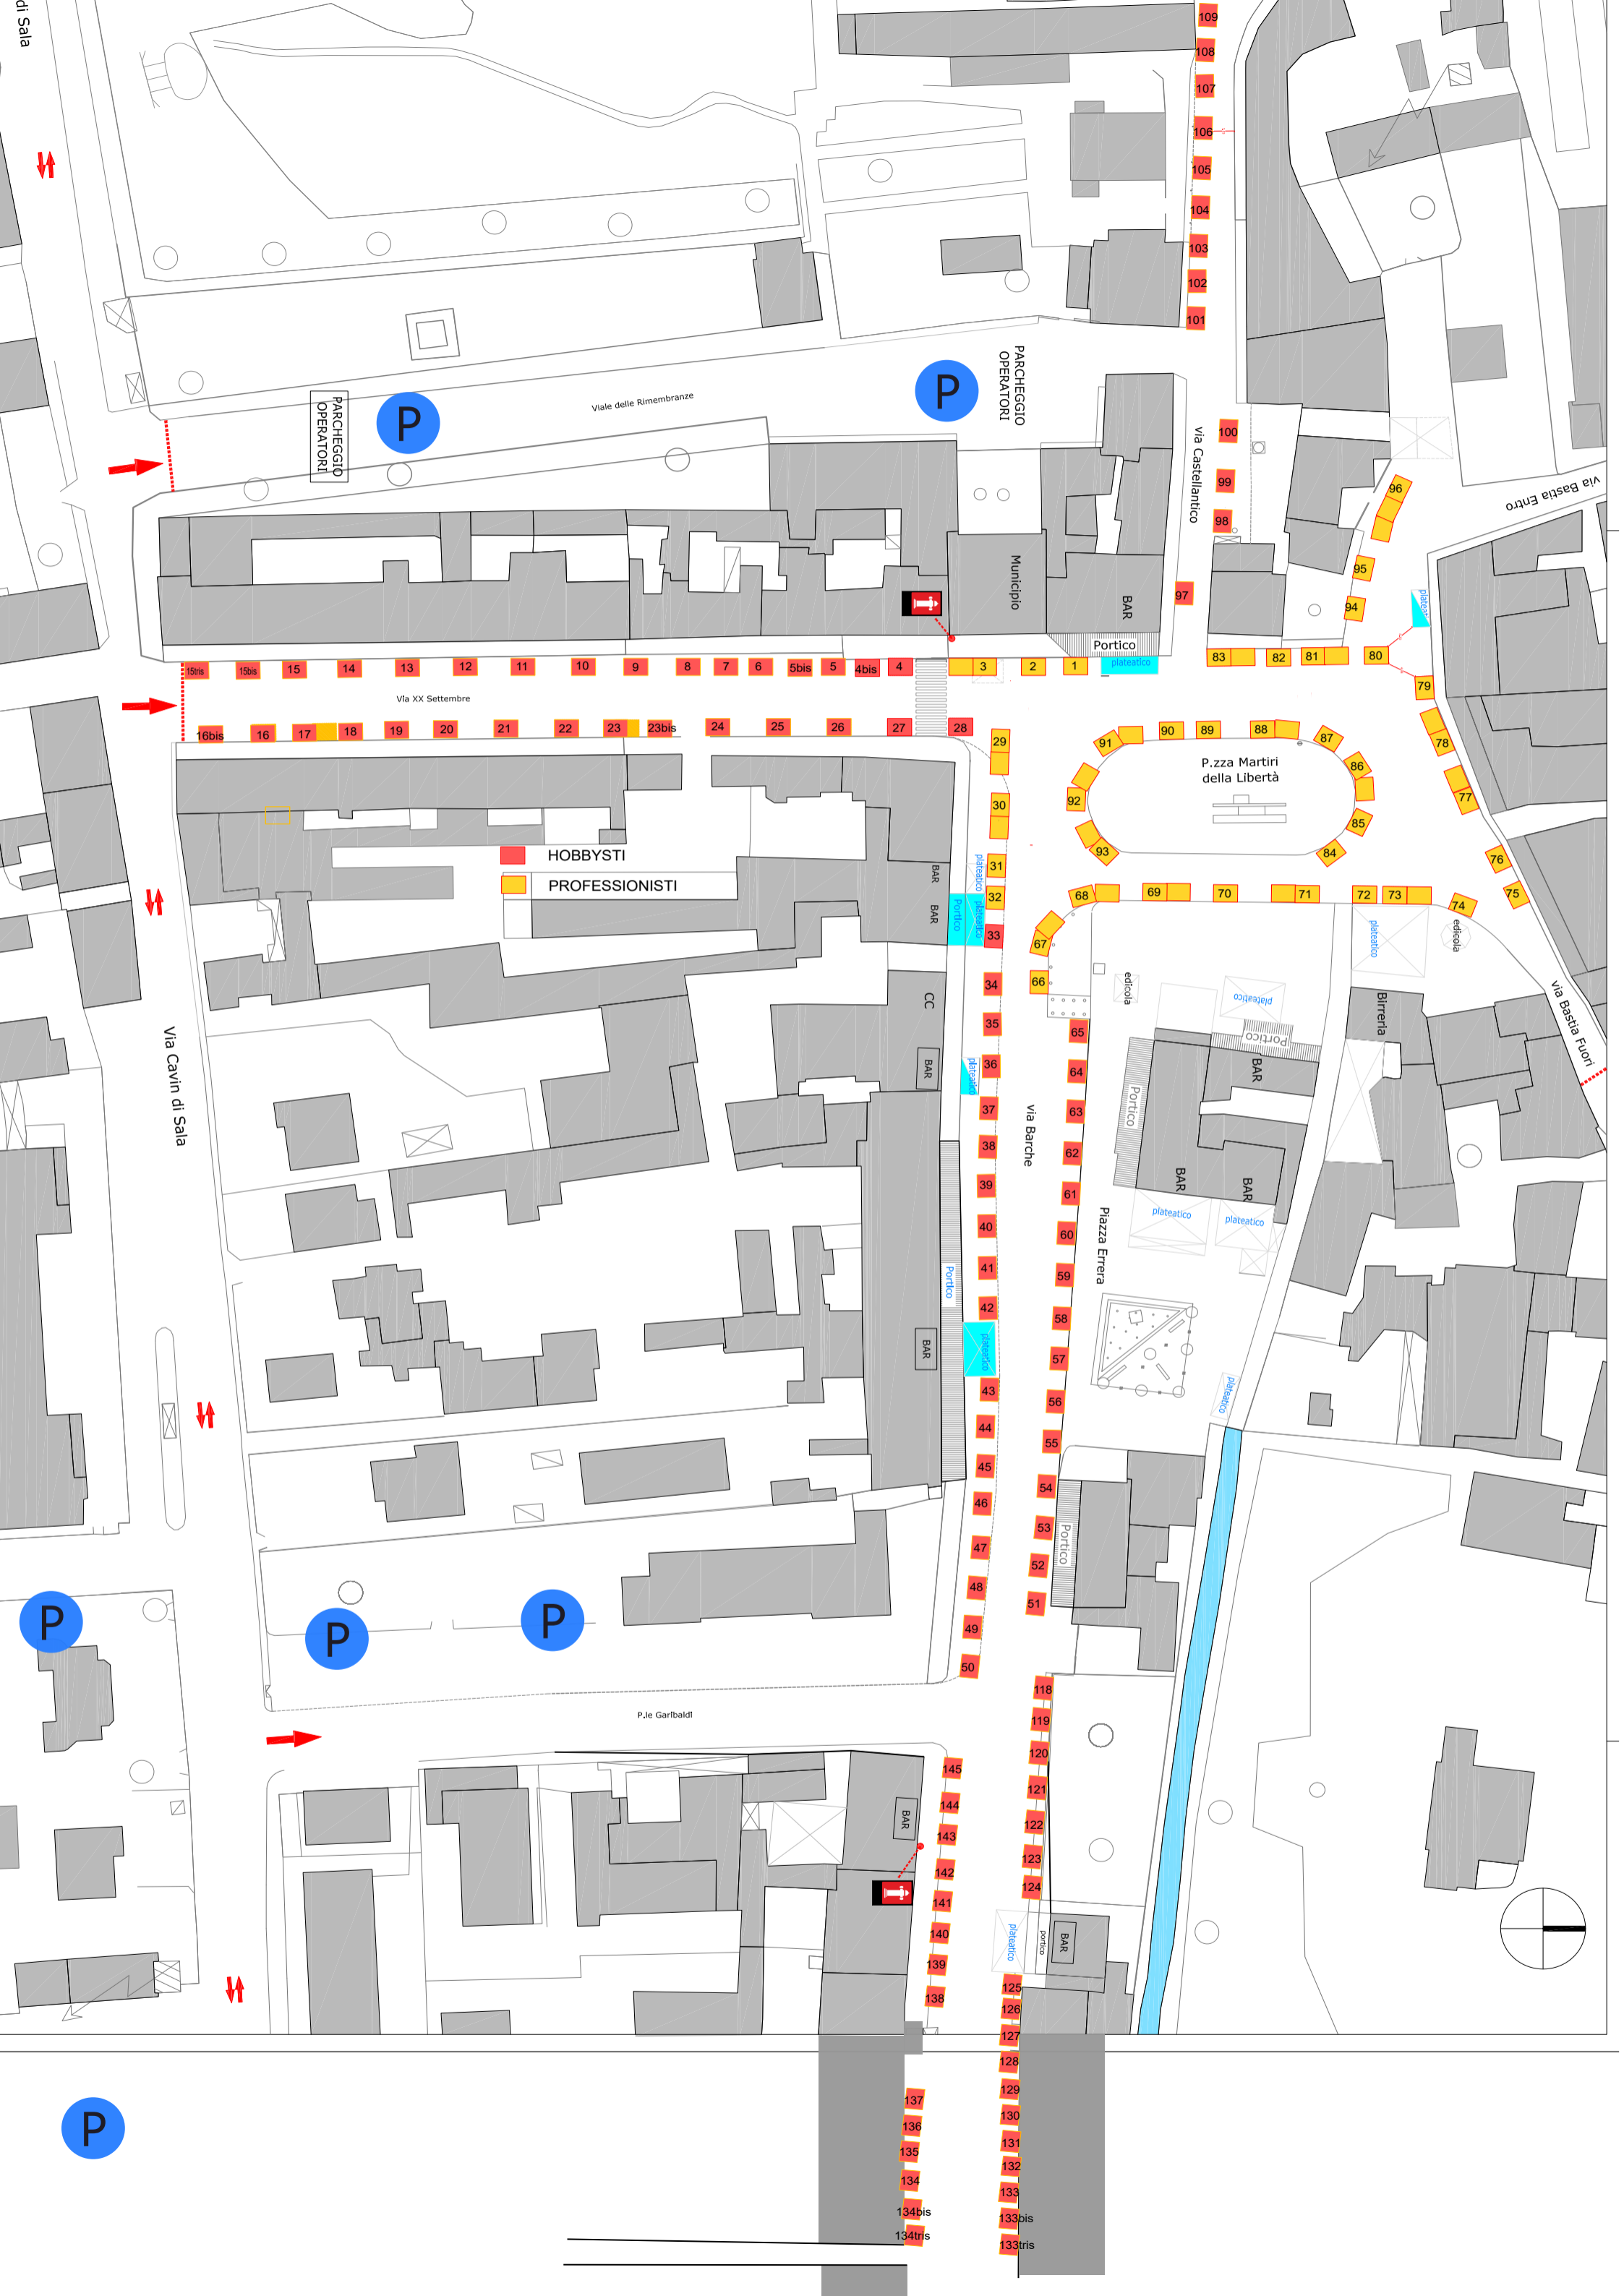 di Sala
109
108
107
106
105
104
103
102
101
PARCHEGGIO
OPERATORI
P
P
PARCHEGGIO
OPERATORI
Viale delle Rimembranze
via Castellantico
100
99
98
97
96
95
94
via Bastia Entro
plateat
Municipio
BAR
Portico
plateatico
15tris
15bis
15
14
13
12
11
10
9
8
7
6
5bis
5
4bis
4
3
2
1
83
82
81
80
79
78
77
76
75
Via XX Settembre
16bis
16
17
18
19
20
21
22
23
23bis
24
25
26
27
28
29
30
31
32
33
91
90
89
88
87
86
85
84
93
92
P.zza Martiri
della Libertà
HOBBYSTI
PROFESSIONISTI
BAR
BAR
plateatico
Portico
plateatico
68
69
70
71
72
73
74
67
66
edicola
plateatico
edicola
plateatico
Portico
BAR
Portico
BAR
BAR
plateatico
plateatico
Birreria
via Bastia Fuori
CC
BAR
plateatico
34
35
36
37
38
39
40
41
42
43
44
45
46
47
48
49
50
65
64
63
62
61
60
59
58
57
56
55
54
53
52
51
via Barche
Piazza Errera
Via Cavin di Sala
Portico
BAR
plateatico
plateatico
Portico
P
P
P
P.le Garibaldi
118
119
120
121
122
123
124
145
144
143
142
141
140
139
138
BAR
plateatico
portico
BAR
125
126
127
128
129
130
131
132
133
133bis
133tris
137
136
135
134
134bis
134tris
P